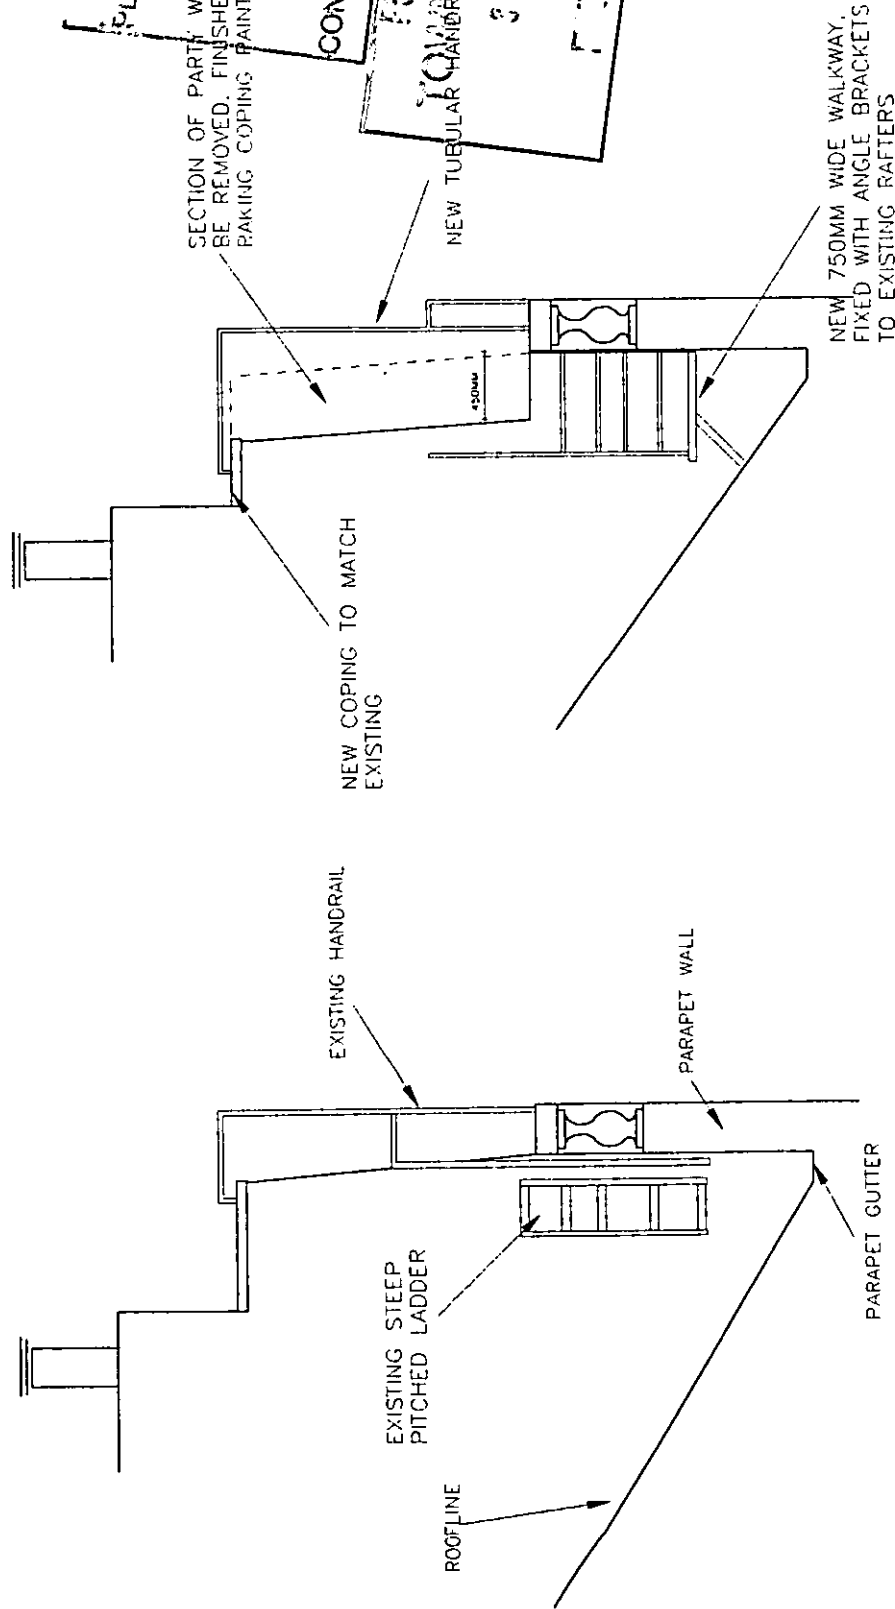 EXISTING HANDRAIL
EXISTING STEEP
PITCHED LADDER
ROOFLINE
PARAPET WALL
PARAPET GUTTER
SECTION OF PARTY W
BE REMOVED. FINISHE
RAKING COPING PAINT
NEW TUBULAR HANDR
NEW COPING TO MATCH
EXISTING
450MM
NEW 750MM WIDE WALKWAY,
FIXED WITH ANGLE BRACKETS
TO EXISTING RAFTERS
CON